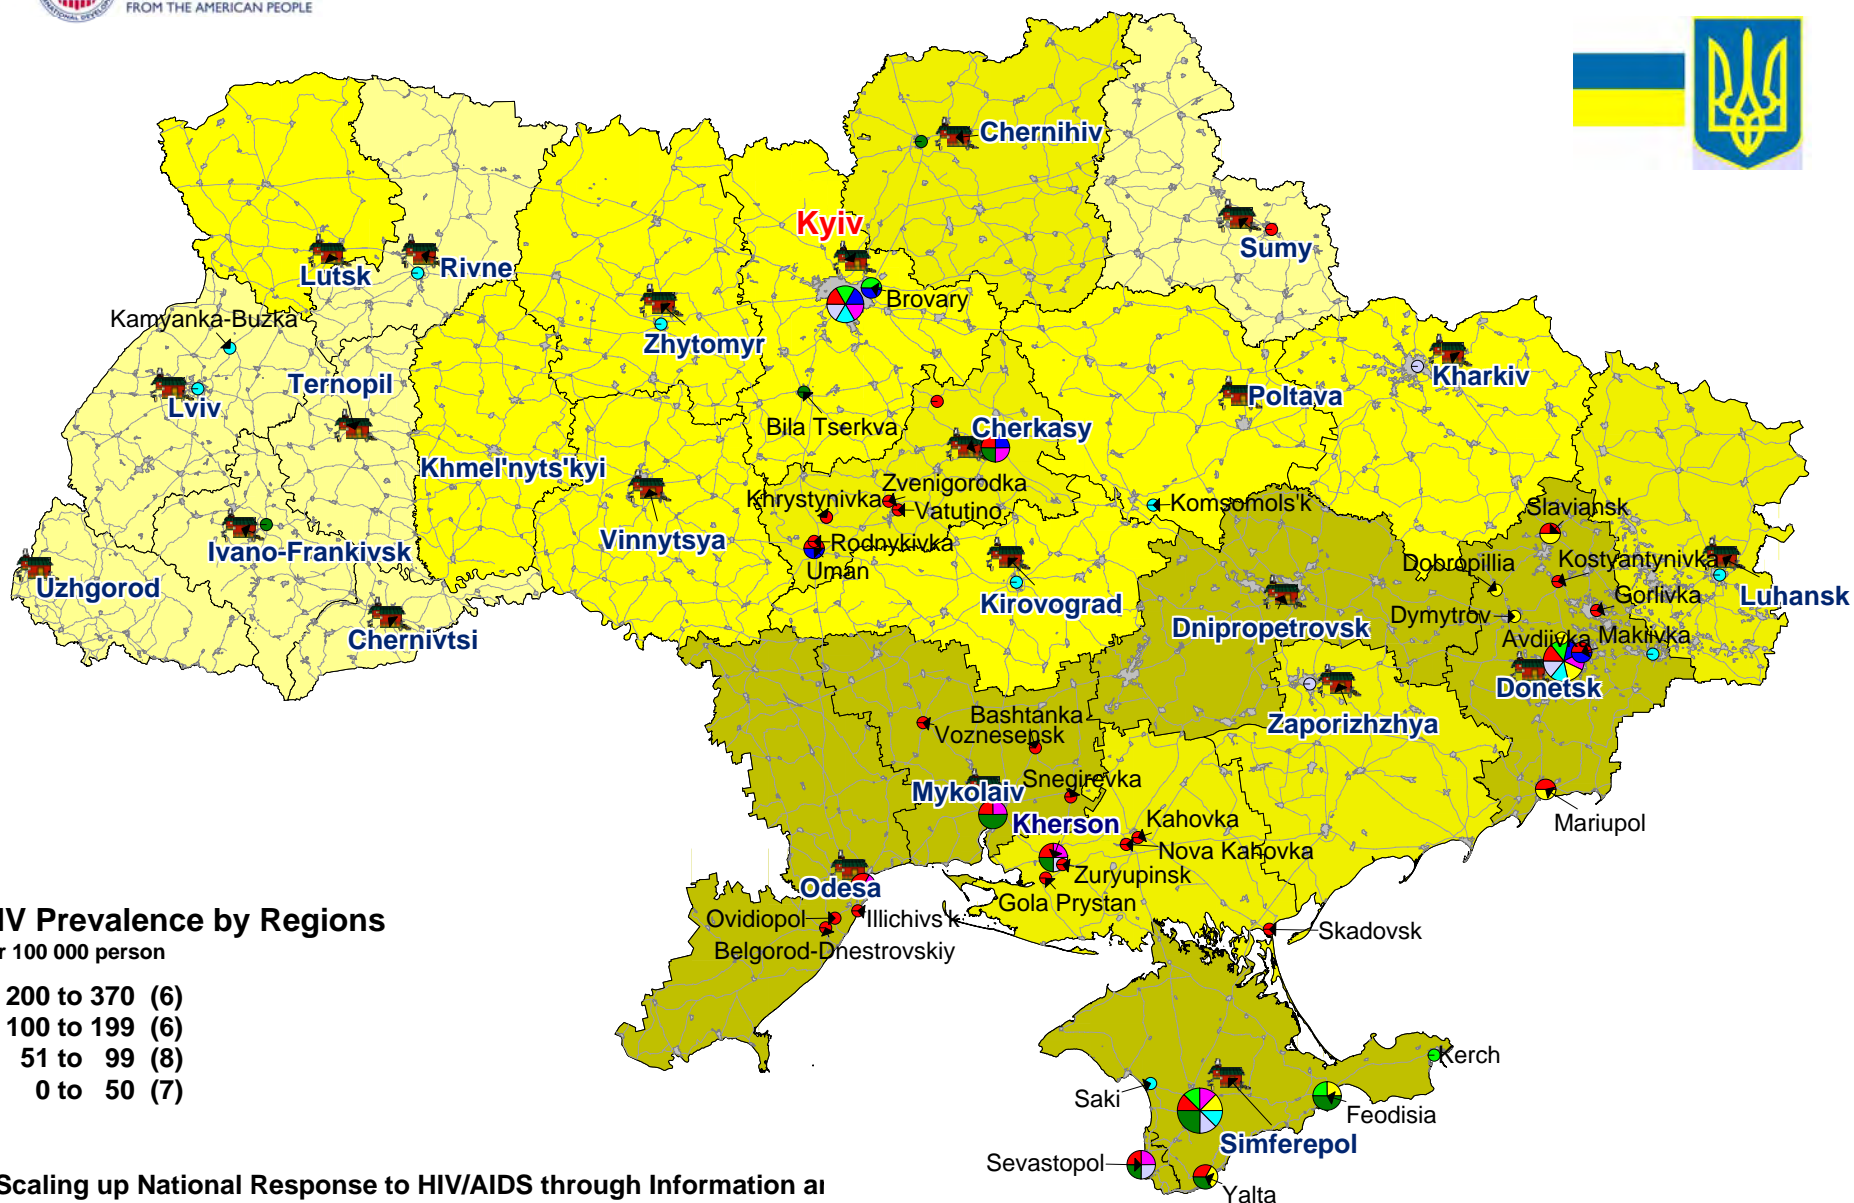 FROM THE AMERICAN PEOPLE
Chernihiv
Kyiv
Sumy
Lutsk
Rivne
Brovary
Kamyanka-Buzka
Zhytomyr
Ternopil
Lviv
Kharkiv
Poltava
Bila Tserkva
Cherkasy
Khmel'nyts'kyi
Zvenigorodka
Khrystynivka
Vatutino
Komsomols'k
Slaviansk
Vinnytsya
Rodnykivka
Uman
Ivano-Frankivsk
Dobropillia
Kostyantynivka
Uzhgorod
Kirovograd
Gorlivka
Luhansk
Dymytrov
Dnipropetrovsk
Chernivtsi
Avdiivka
Makiivka
Donetsk
Zaporizhzhya
Bashtanka
Voznesensk
Snegirevka
Mykolaiv
Kherson
Kahovka
Mariupol
Nova Kahovka
Zuryupinsk
Odesa
Gola Prystan
Ovidiopol
Illichivs'k
Skadovsk
Belgorod-Dnestrovskiy
IV Prevalence by Regions
r 100 000 person
200 to 370 (6)
100 to 199 (6)
51 to 99 (8)
0 to 50 (7)
Kerch
Saki
Feodisia
Simferepol
Sevastopol
Yalta
Scaling up National Response to HIV/AIDS through Information